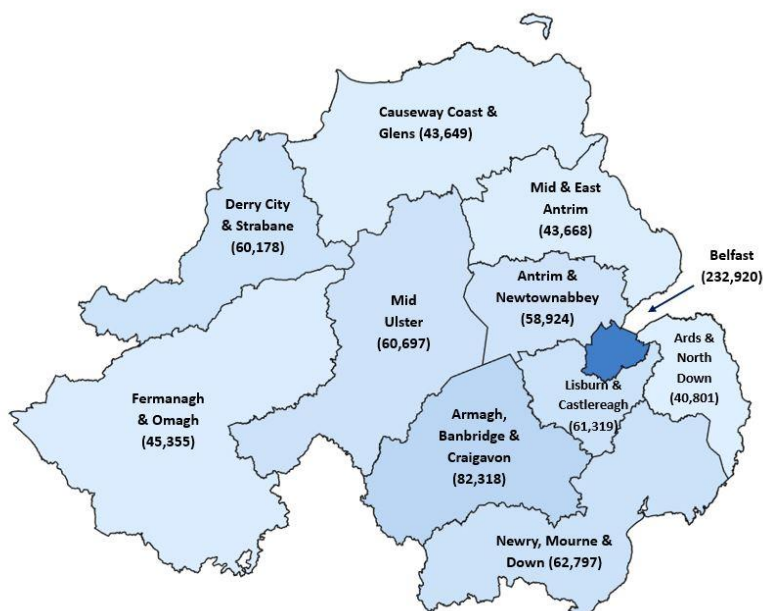 Causeway Coast &
Glens (43,649)
Derry City
& Strabane
(60,178)
Mid & East
Antrim
(43,668)
Belfast
(232,920)
Antrim &
Newtownabbey
(58,924)
Mid
Ulster
(60,697)
Ards &
North
Down
(40,801)
Lisburn &
Castlereagh
(61,319)
Fermanagh
& Omagh
(45,355)
Armagh,
Banbridge &
Craigavon
(82,318)
Newry, Mourne &
Down (62,797)